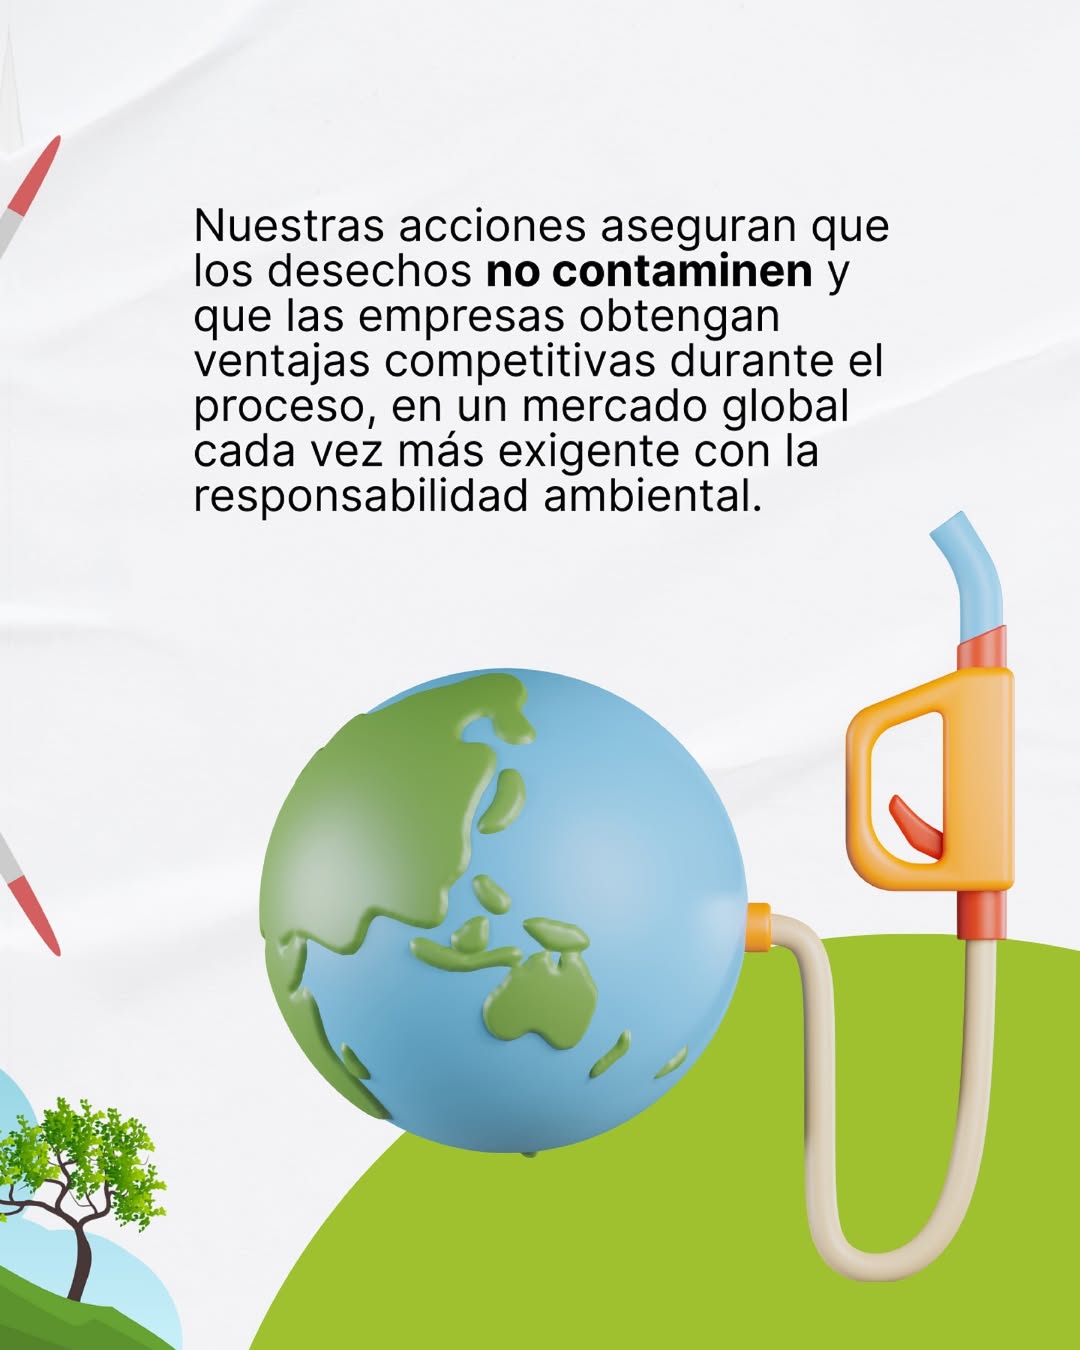 Nuestras acciones aseguran que
los desechos no contaminen y
que las empresas obtengan
ventajas competitivas durante el
proceso, en un mercado global
cada vez más exigente con la
responsabilidad ambiental.